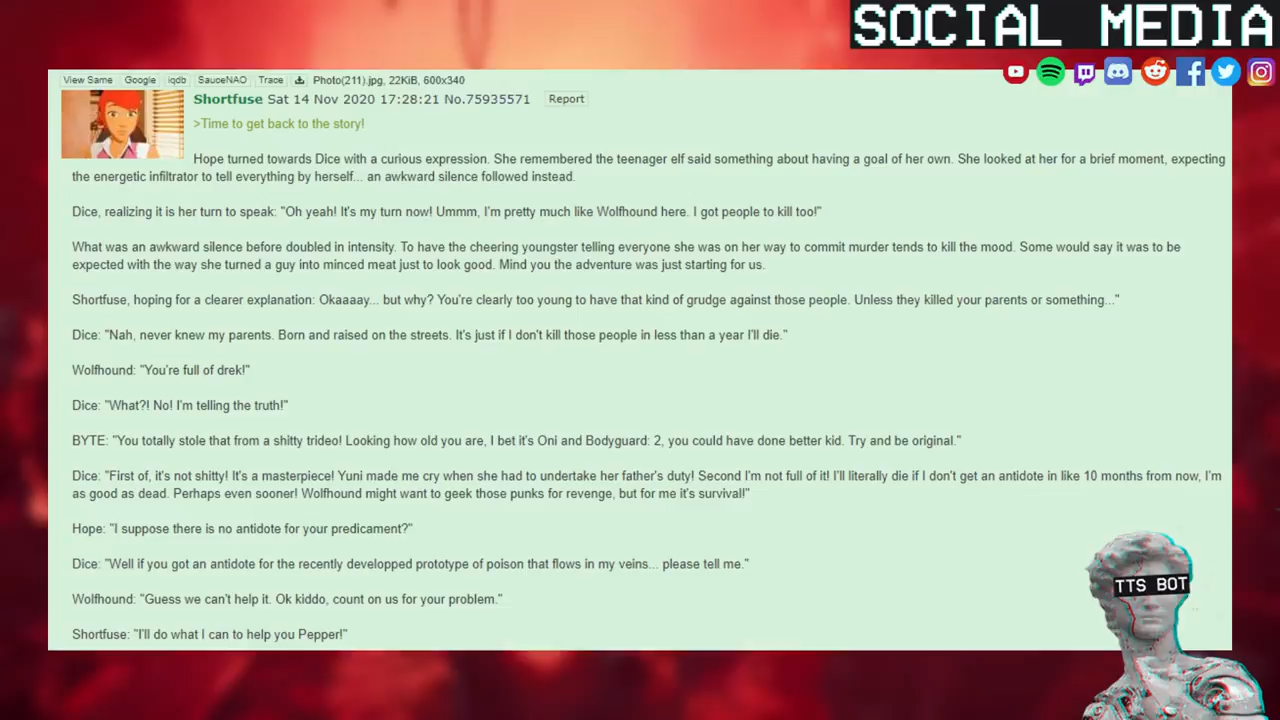 SOCIAL MEDIA
View Same Google iqdb SauceNAO Trace Photo(211).jpg, 22KiB, 600x340
Shortfuse Sat 14 Nov 2020 17:28:21 No.75935571 Report
>Time to get back to the story!
Hope turned towards Dice with a curious expression. She remembered the teenager elf said something about having a goal of her own. She looked at her for a brief moment, expecting
the energetic infiltrator to tell everything by herself... an awkward silence followed instead.
Dice, realizing it is her turn to speak: "Oh yeah! It's my turn now! Ummm, I'm pretty much like Wolfhound here. I got people to kill too!"
What was an awkward silence before doubled in intensity. To have the cheering youngster telling everyone she was on her way to commit murder tends to kill the mood. Some would say it was to be
expected with the way she turned a guy into minced meat just to look good. Mind you the adventure was just starting for us.
Shortfuse, hoping for a clearer explanation: Okaaaay... but why? You're clearly too young to have that kind of grudge against those people. Unless they killed your parents or something..."
Dice: "Nah, never knew my parents. Born and raised on the streets. It's just if I don't kill those people in less than a year I'll die."
Wolfhound: "You're full of drek!"
Dice: "What?! No! I'm telling the truth!"
BYTE: "You totally stole that from a shitty trideo! Looking how old you are, I bet it's Oni and Bodyguard: 2, you could have done better kid. Try and be original."
Dice: "First of, it's not shitty! It's a masterpiece! Yuni made me cry when she had to undertake her father's duty! Second I'm not full of it! I'll literally die if I don't get an antidote in like 10 months from now, I'm
as good as dead. Perhaps even sooner! Wolfhound might want to geek those punks for revenge, but for me it's survival!"
Hope: "I suppose there is no antidote for your predicament?"
Dice: "Well if you got an antidote for the recently developped prototype of poison that flows in my veins... please tell me."
Wolfhound: "Guess we can't help it. Ok kiddo, count on us for your problem."
Shortfuse: "I'll do what I can to help you Pepper!"
TTS BOT